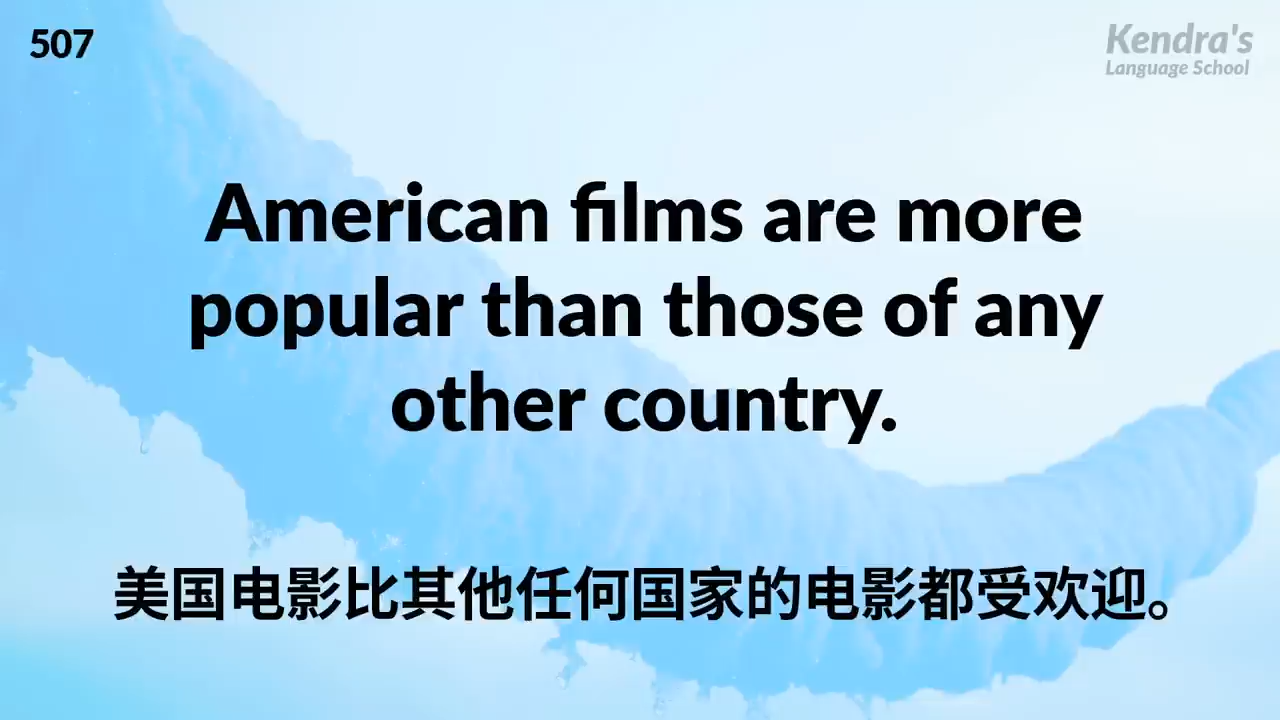 507
Kendra's
Language School
American films are more
popular than those of any
other country.
美国电影比其他任何国家的电影都受欢迎。